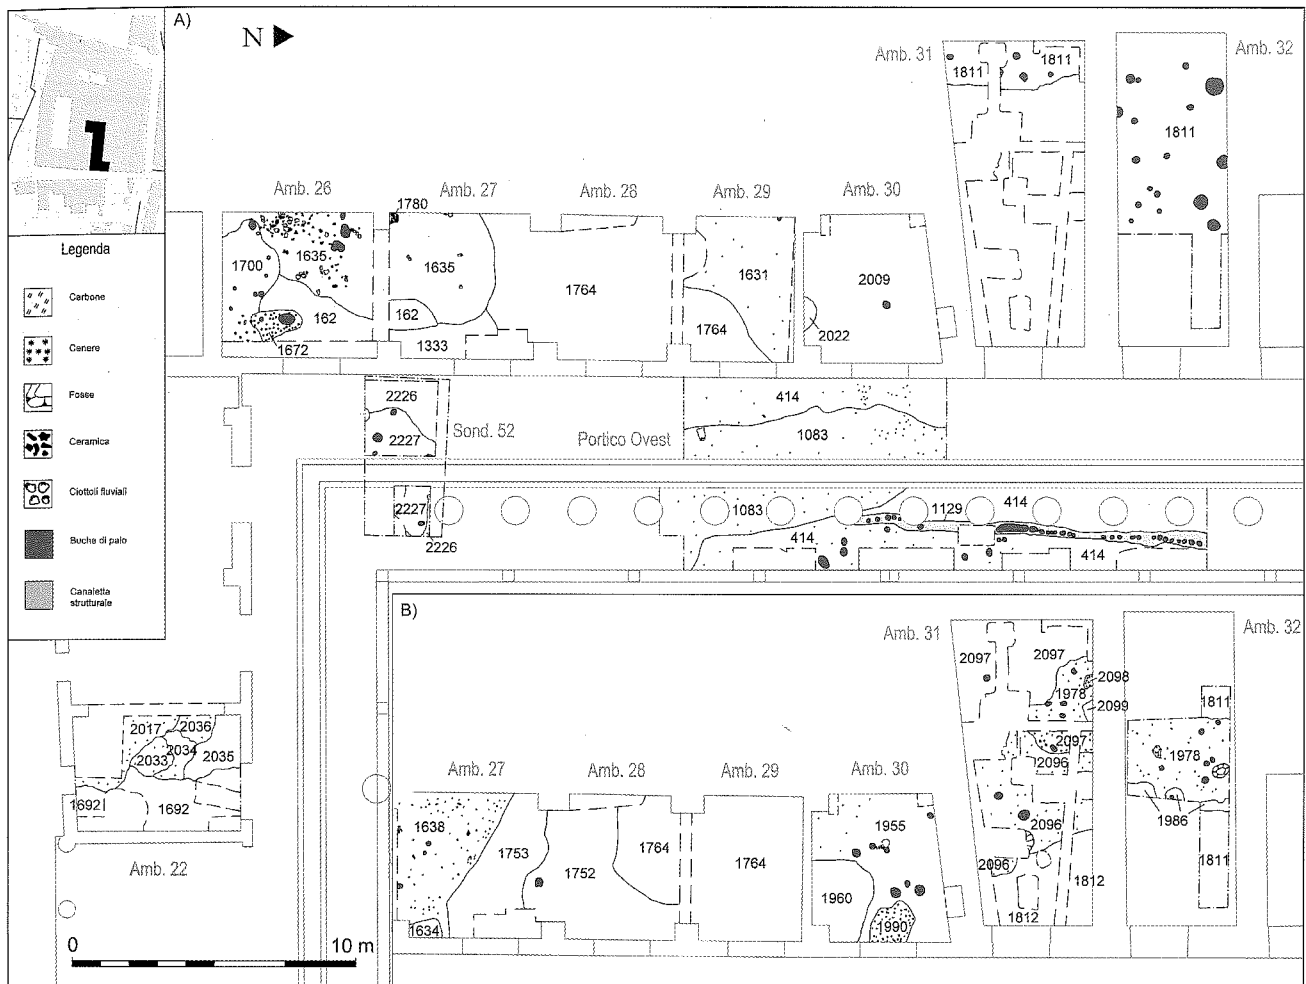 A)
N
Amb. 31
Amb. 32
1811
1811
1811
Amb. 26
Amb. 27
Amb. 28
Amb. 29
Amb. 30
1780
1700
1635
1635
1764
1631
2009
162
162
1764
2022
1672
1333
Legenda
Carbone
Cenere
Fosse
Ceramica
Ciottoli fluviali
Buche di palo
Canaletta
strutturale
2226
2227
Sond. 52
Portico Ovest
414
1083
2227
2226
1083
1129
414
414
414
B)
Amb. 31
Amb. 32
2097
2097
2098
1978
2099
1811
2097
2096
1978
2096
1986
2096
1812
1811
1812
2017
2036
2034
2033
2035
1692
1692
Amb. 22
Amb. 27
Amb. 28
Amb. 29
Amb. 30
1638
1753
1752
1764
1764
1955
1960
1634
1990
0
10 m